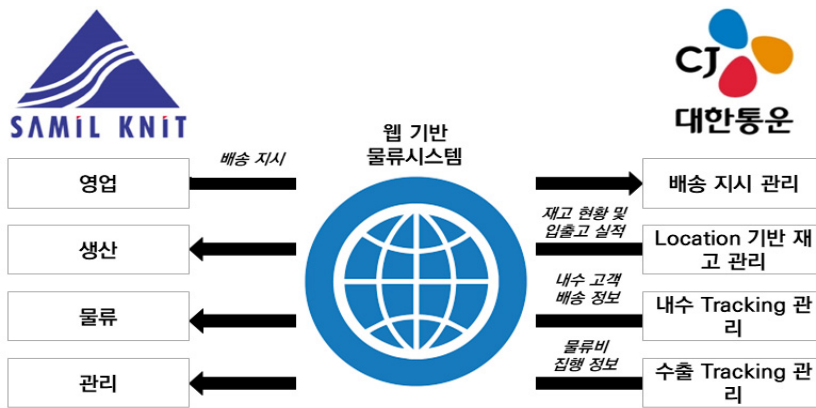 SAMiL KNiT
CJ
대한통운
웹 기반
물류시스템
영업
배송 지시
배송 지시 관리
생산
재고 현황 및
입출고 실적
Location 기반 재
고 관리
물류
내수 고객
배송 정보
내수 Tracking 관
리
관리
물류비
집행 정보
수출 Tracking 관
리